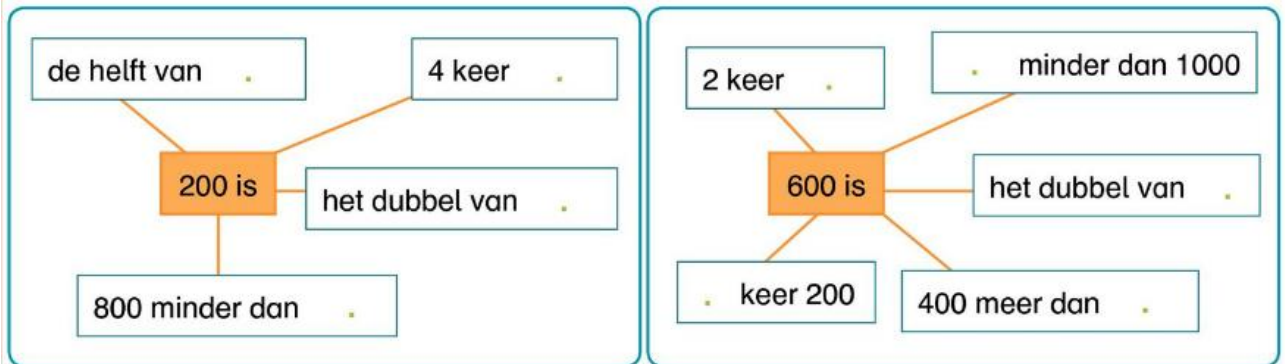 de helft van .
4 keer .
200 is
het dubbel van .
800 minder dan .
2 keer .
. minder dan 1000
600 is
het dubbel van .
. keer 200
400 meer dan .